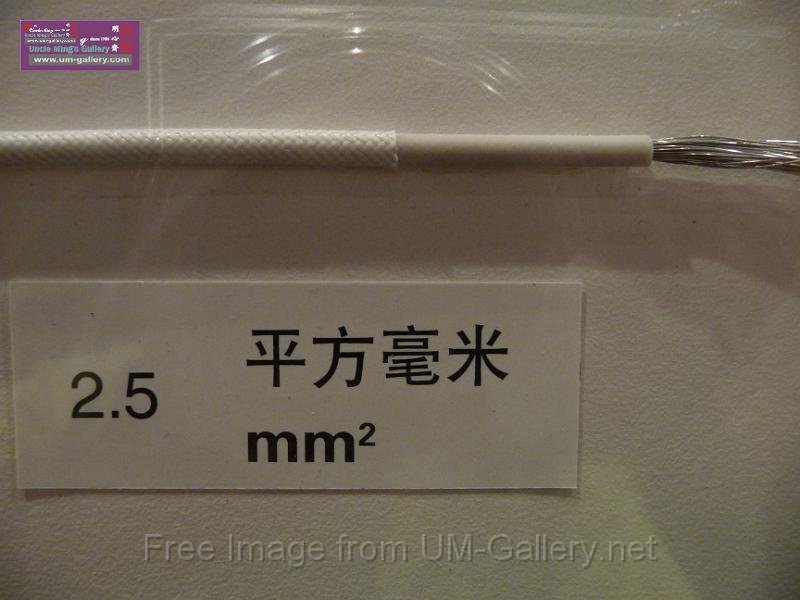 Uncle Ming's Gallery
www.um-gallery.com
2.5
平方毫米
mm²
Free Image from UM-Gallery.net